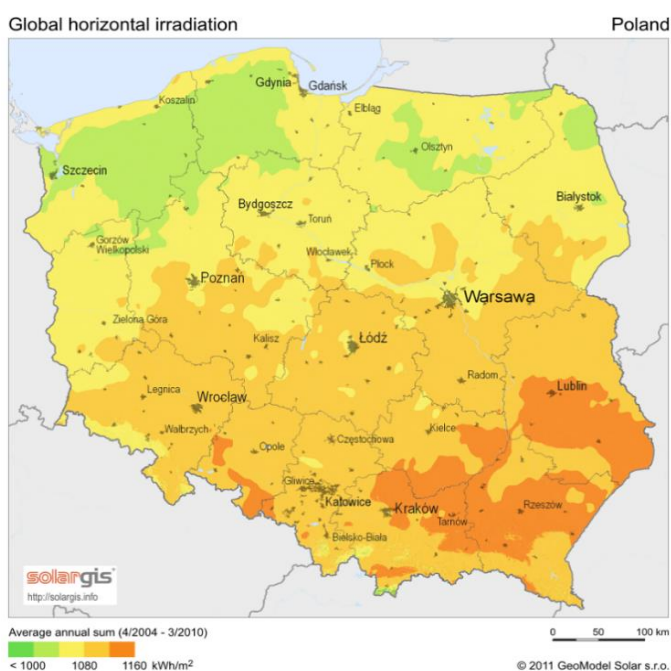 Global horizontal irradiation
Poland
Gdynia
Gdańsk
Koszalin
Elbląg
Olsztyn
Szczecin
Białystok
Bydgoszcz
Toruń
Gorzów
Wielkopolski
Włocławek
Płock
Poznań
Warsawa
Zielona Góra
Kalisz
Łódź
Radom
Lublin
Legnica
Wrocław
Wałbrzych
Kielce
Opole
Częstochowa
Gliwice
Katowice
Kraków
Tarnów
Rzeszów
Bielsko-Biała
solargis
http://solargis.info
Average annual sum (4/2004 - 3/2010)
0 50 100 km
< 1000 1080 1160 kWh/m²
© 2011 GeoModel Solar s.r.o.